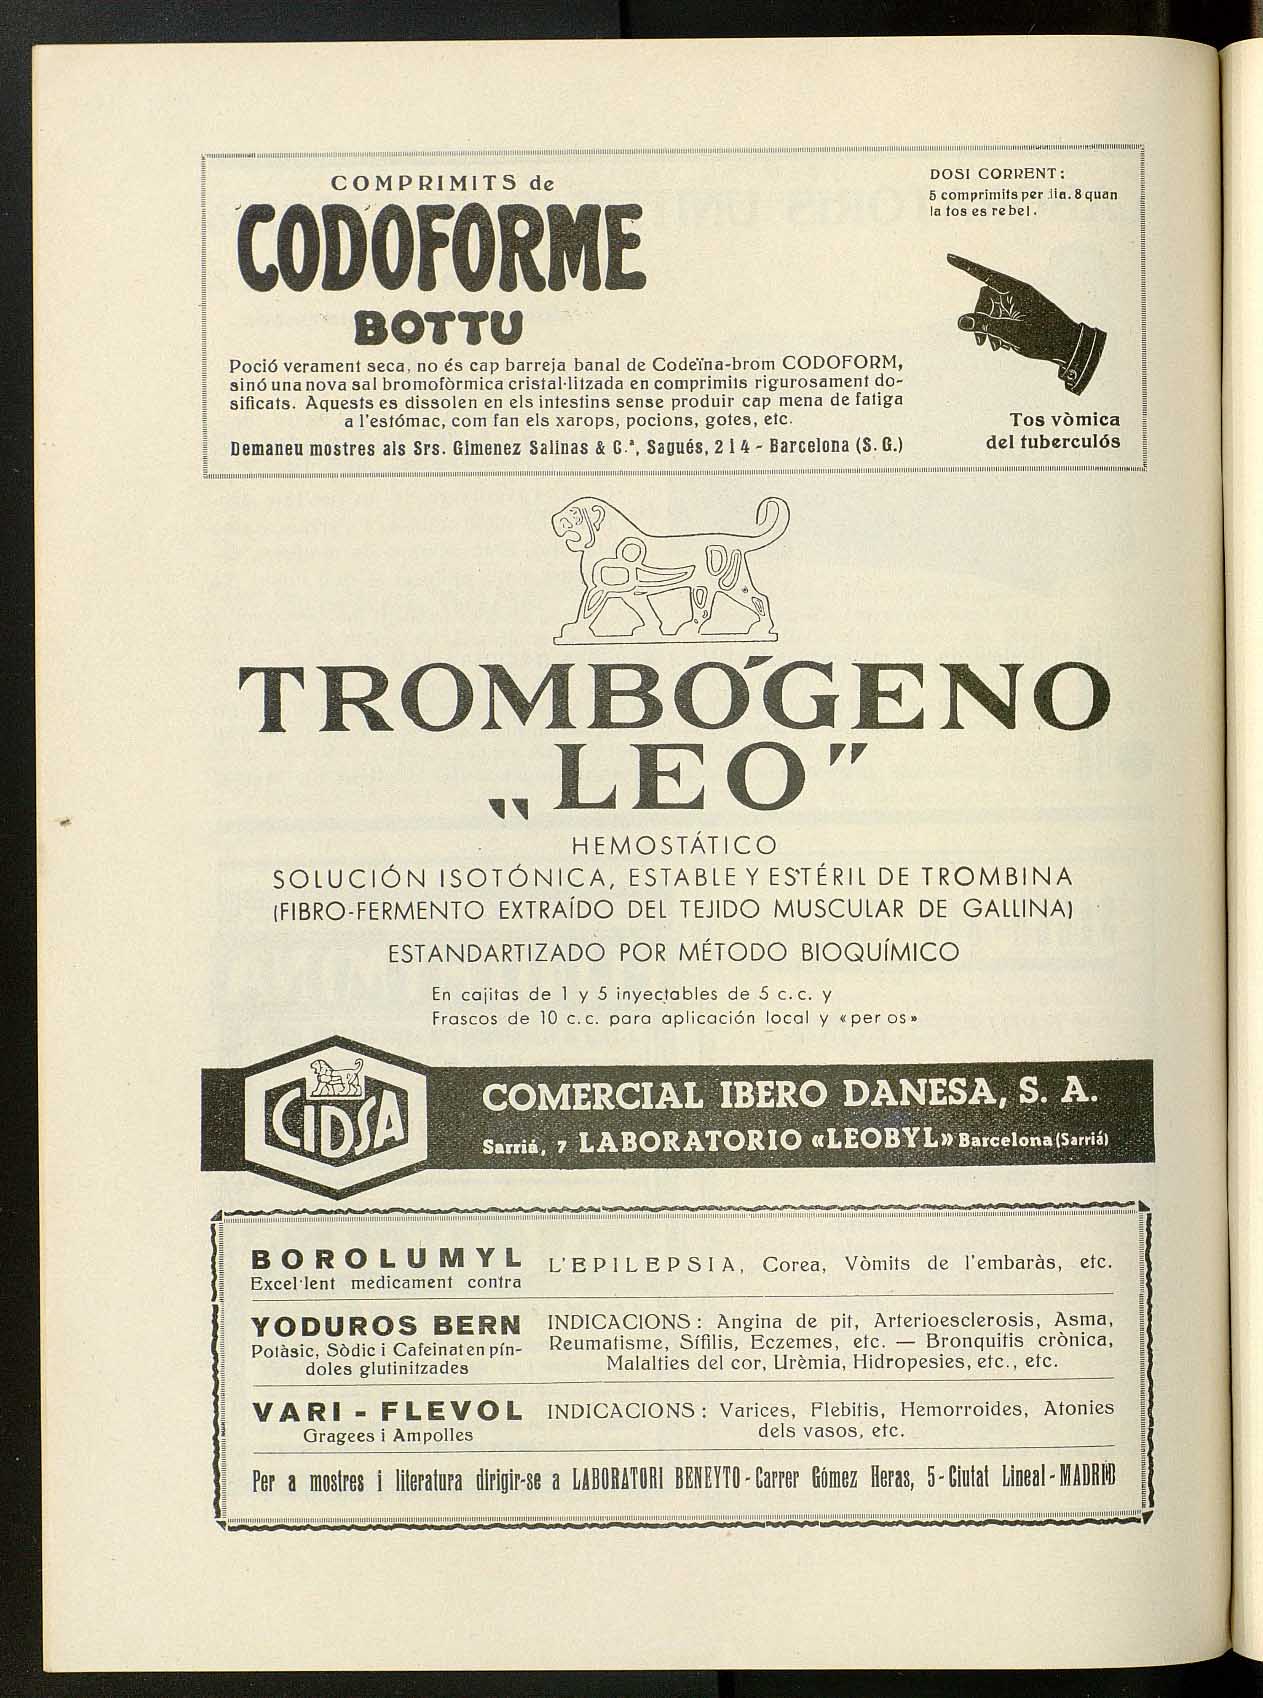 COMPRIMITS de
CODOFORME
BOTTU
Poció verament seca, no és cap barreja banal de Codeïna-brom CODOFORM,
sinó una nova sal bromofòrmica cristal·litzada en comprimits rigurosament do-
sificats. Aquests es dissolen en els intestins sense produir cap mena de fatiga
a l'estómac, com fan els xarops, pocions, gotes, etc.
Demaneu mostres als Srs. Gimenez Salinas & C.ª, Sagués, 2 i 4 - Barcelona (S. G.)
DOSI CORRENT:
5 comprimits per dia. 8 quan
la tos es rebel.
Tos vòmica
del tuberculós
TROMBÓGENO
„LEO”
HEMOSTÁTICO
SOLUCIÓN ISOTÓNICA, ESTABLE Y ESTÉRIL DE TROMBINA
(FIBRO-FERMENTO EXTRAÍDO DEL TEJIDO MUSCULAR DE GALLINA)
ESTANDARTIZADO POR MÉTODO BIOQUÍMICO
En cajitas de 1 y 5 inyectables de 5 c. c. y
Frascos de 10 c. c. para aplicación local y «per os»
CIDSA
COMERCIAL IBERO DANESA, S. A.
Sarriá, 7 LABORATORIO «LEOBYL» Barcelona (Sarriá)
BOROLUMYL
Excel·lent medicament contra
L'EPILEPSIA, Corea, Vòmits de l'embaràs, etc.
YODUROS BERN
Potàsic, Sòdic i Cafeinat en pín-
doles glutinitzades
INDICACIONS: Angina de pit, Arterioesclerosis, Asma,
Reumatisme, Sífilis, Eczemes, etc. — Bronquitis crònica,
Malalties del cor, Urèmia, Hidropesies, etc., etc.
VARI - FLEVOL
Gragees i Ampolles
INDICACIONS: Varices, Flebitis, Hemorroides, Atonies
dels vasos, etc.
Per a mostres i literatura dirigir-se a LABORATORI BENEYTO - Carrer Gómez Heras, 5 - Ciutat Lineal - MADRID